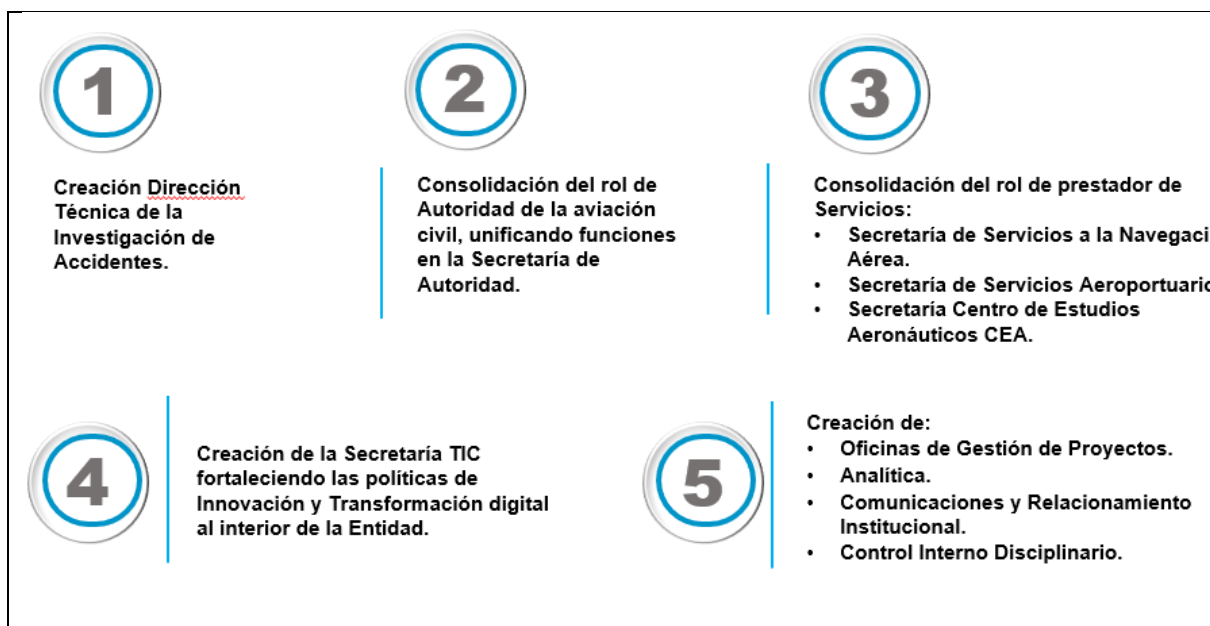 1
Creación Dirección
Técnica de la
Investigación de
Accidentes.
2
Consolidación del rol de
Autoridad de la aviación
civil, unificando funciones
en la Secretaría de
Autoridad.
3
Consolidación del rol de prestador de
Servicios:
• Secretaría de Servicios a la Navegaci
Aérea.
• Secretaría de Servicios Aeroportuario
• Secretaría Centro de Estudios
Aeronáuticos CEA.
4
Creación de la Secretaría TIC
fortaleciendo las políticas de
Innovación y Transformación digital
al interior de la Entidad.
5
Creación de:
• Oficinas de Gestión de Proyectos.
• Analítica.
• Comunicaciones y Relacionamiento
Institucional.
• Control Interno Disciplinario.